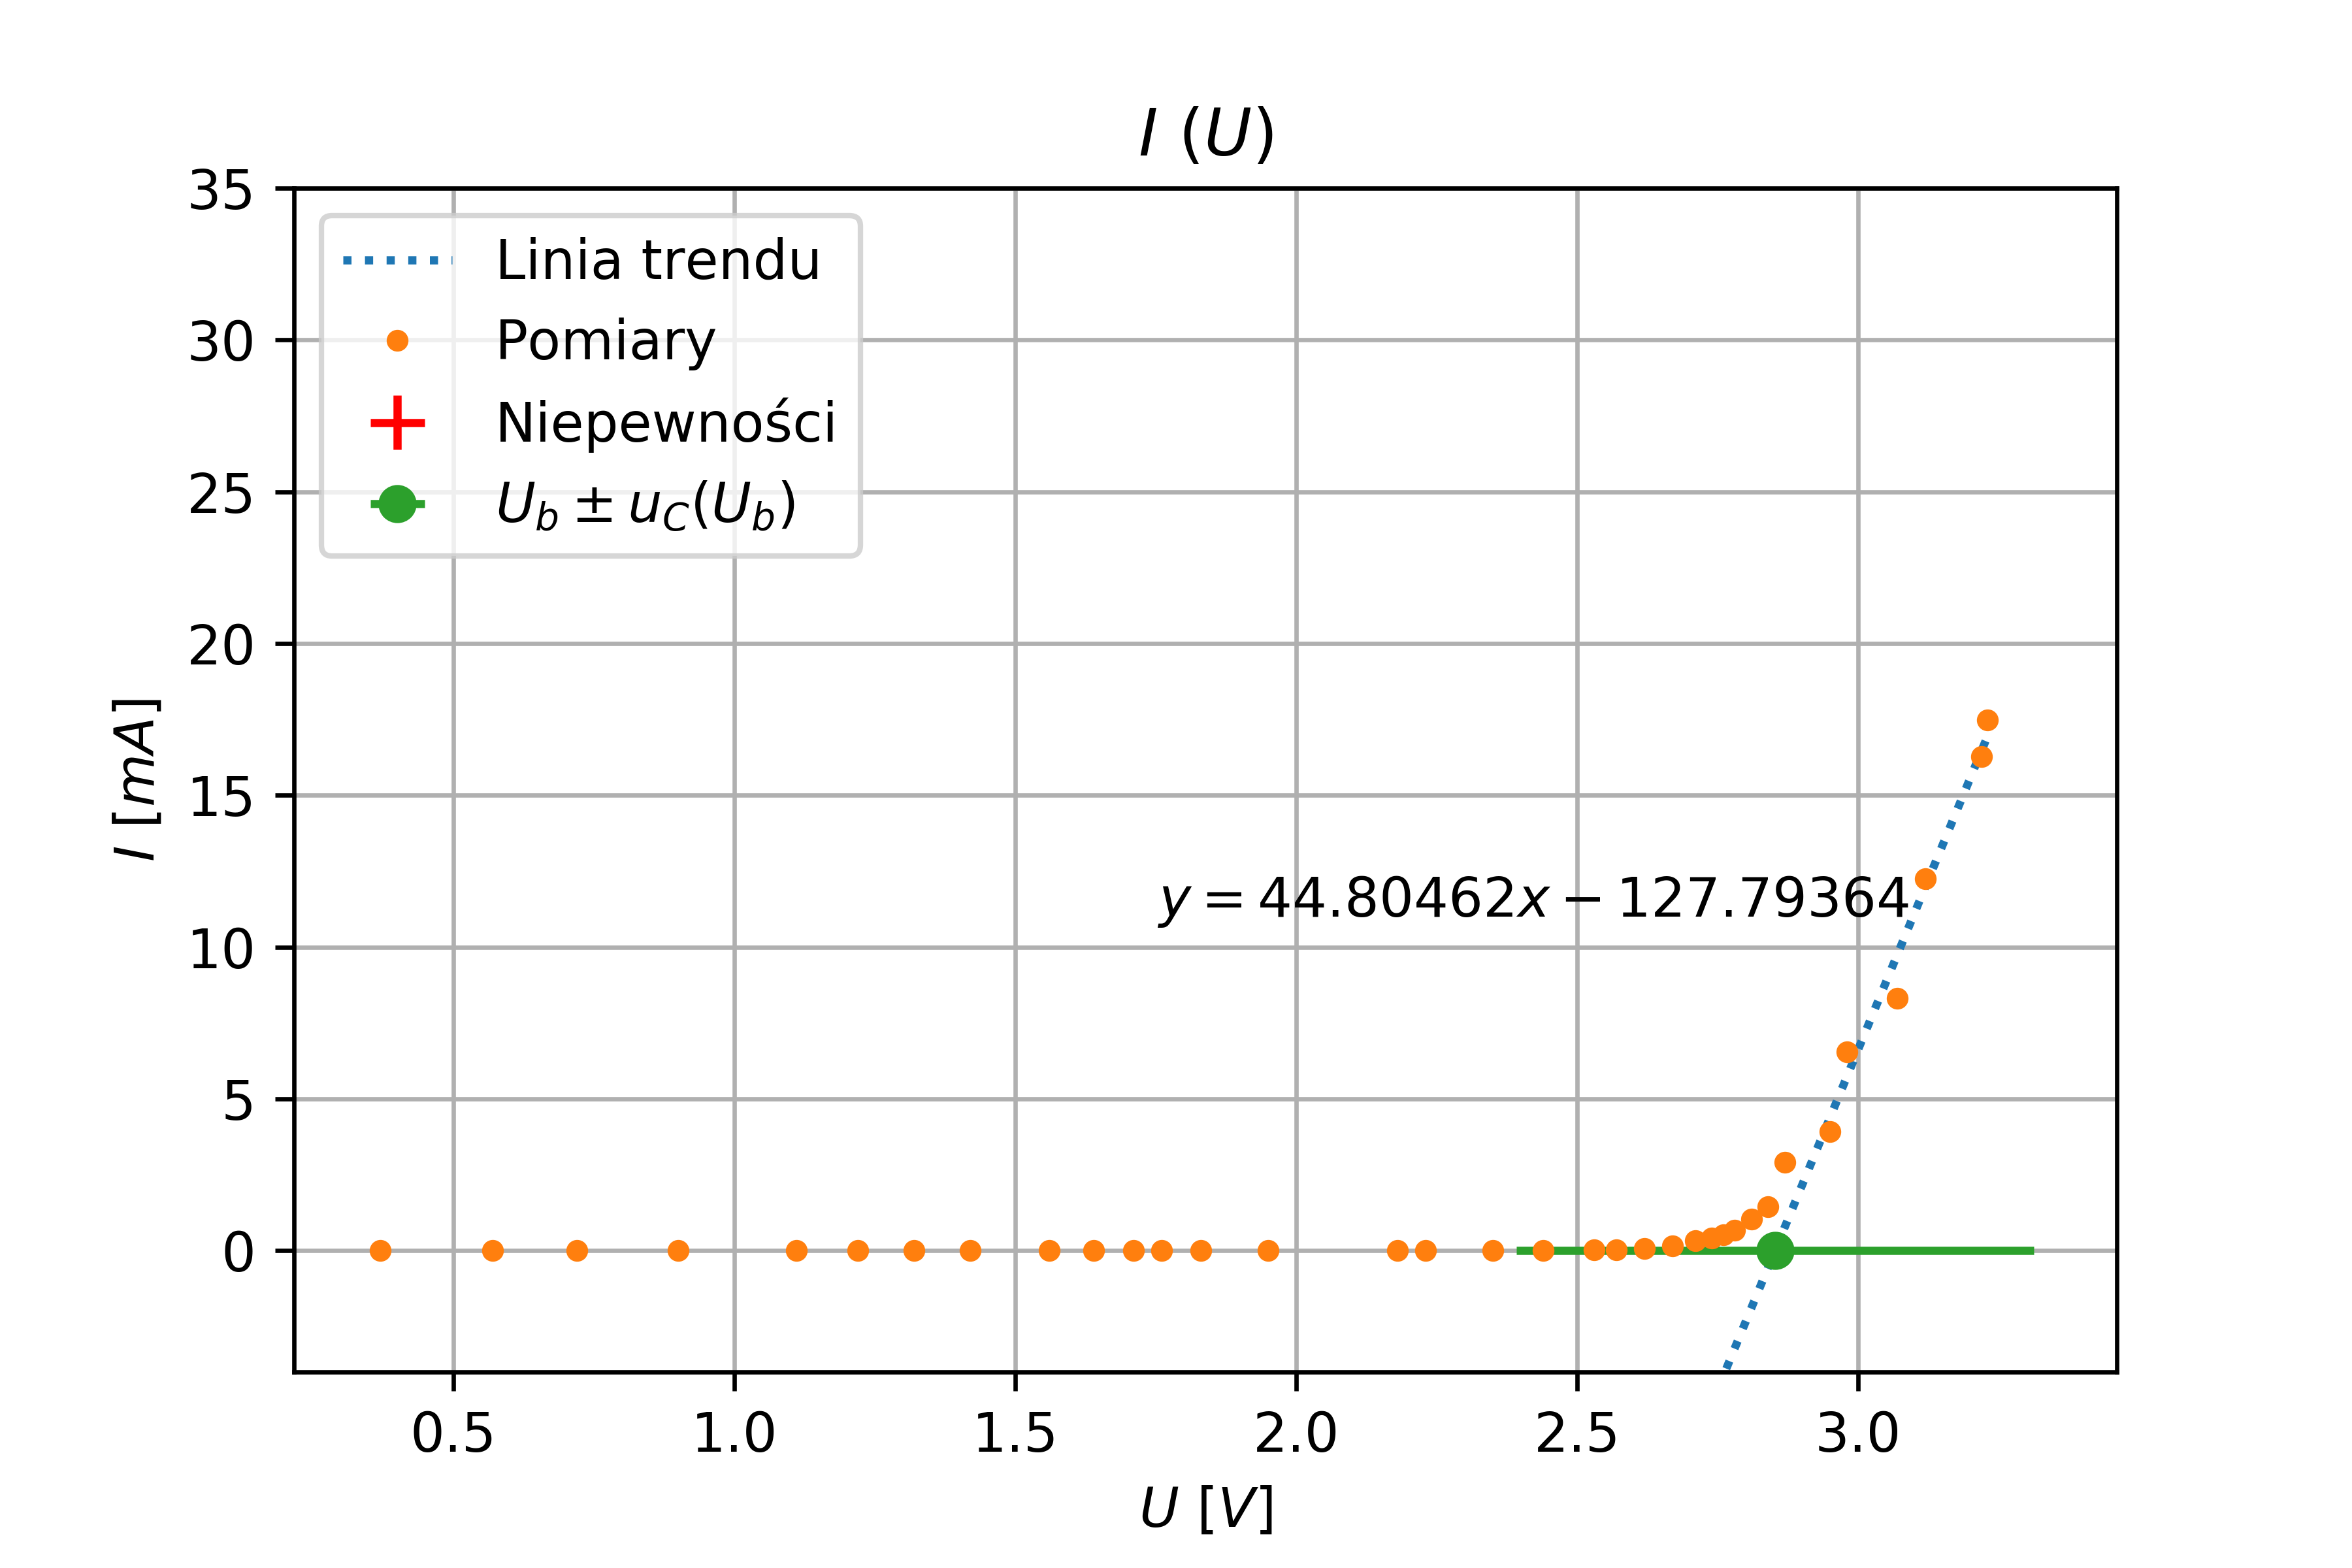 I (U)
35
30
25
20
15
10
5
0
I [mA]
Linia trendu
Pomiary
Niepewności
U_b ± u_C(U_b)
y = 44.80462x − 127.79364
0.5 1.0 1.5 2.0 2.5 3.0
U [V]